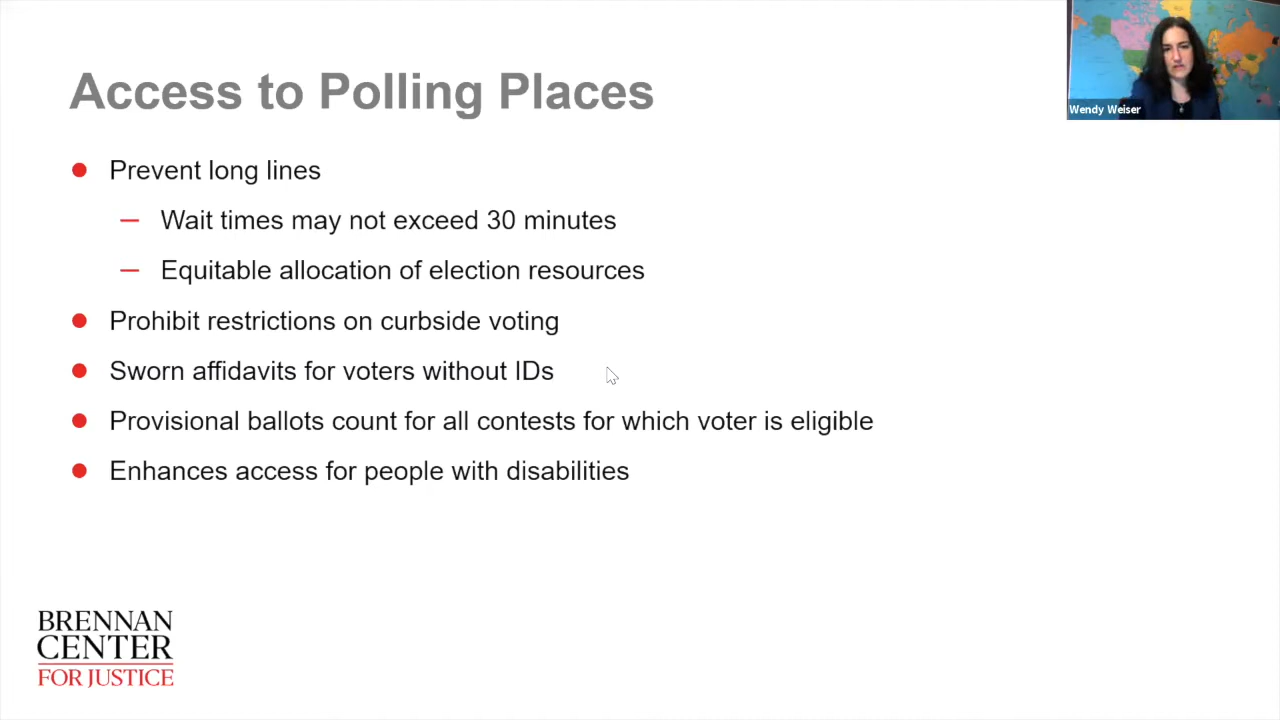 Access to Polling Places
Wendy Weiser
Prevent long lines
Wait times may not exceed 30 minutes
Equitable allocation of election resources
Prohibit restrictions on curbside voting
Sworn affidavits for voters without IDs
Provisional ballots count for all contests for which voter is eligible
Enhances access for people with disabilities
BRENNAN
CENTER
FOR JUSTICE